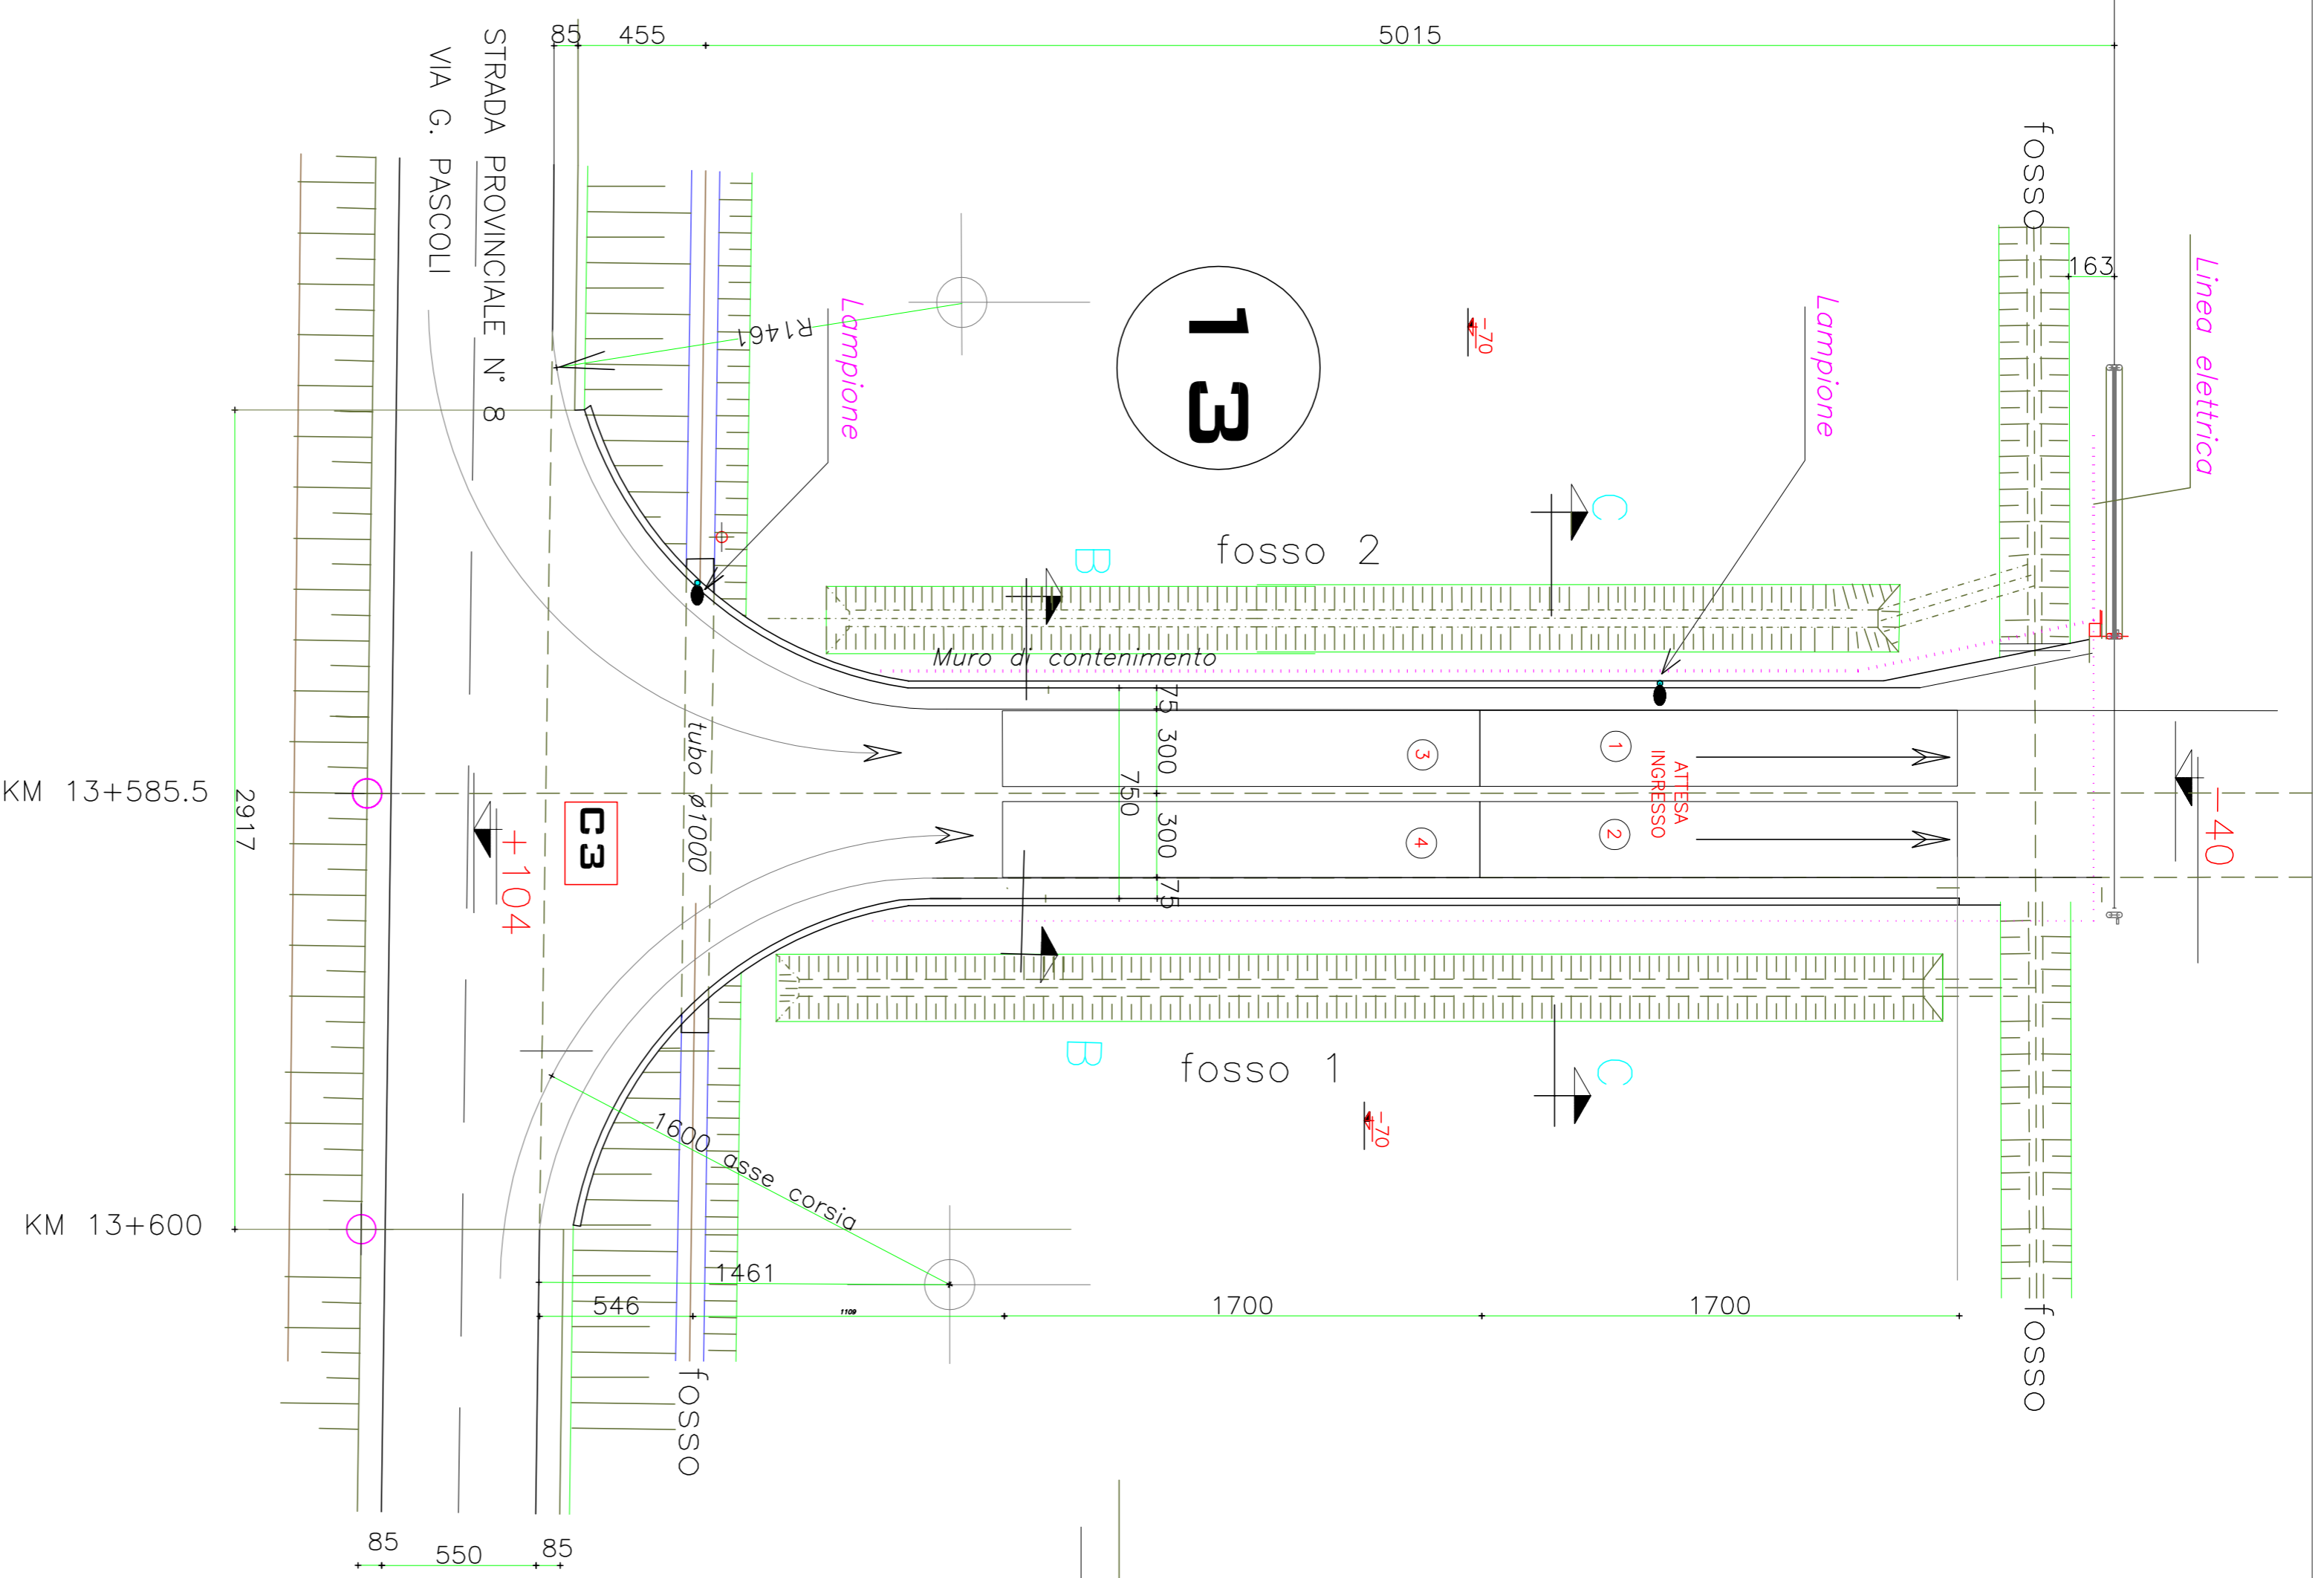 85
455
5015
STRADA PROVINCIALE N° 8
VIA G. PASCOLI
fosso
163
Linea elettrica
Lampione
R1461
13
-70
Lampione
C
fosso 2
B
Muro di contenimento
75
300
750
300
75
3
1
ATTESA
INGRESSO
4
2
-40
KM 13+585.5
2917
+104
C3
tubo ø1000
B
fosso 1
C
-70
1600 asse corsia
KM 13+600
1461
546
1109
1700
1700
fosso
fosso
85
550
85